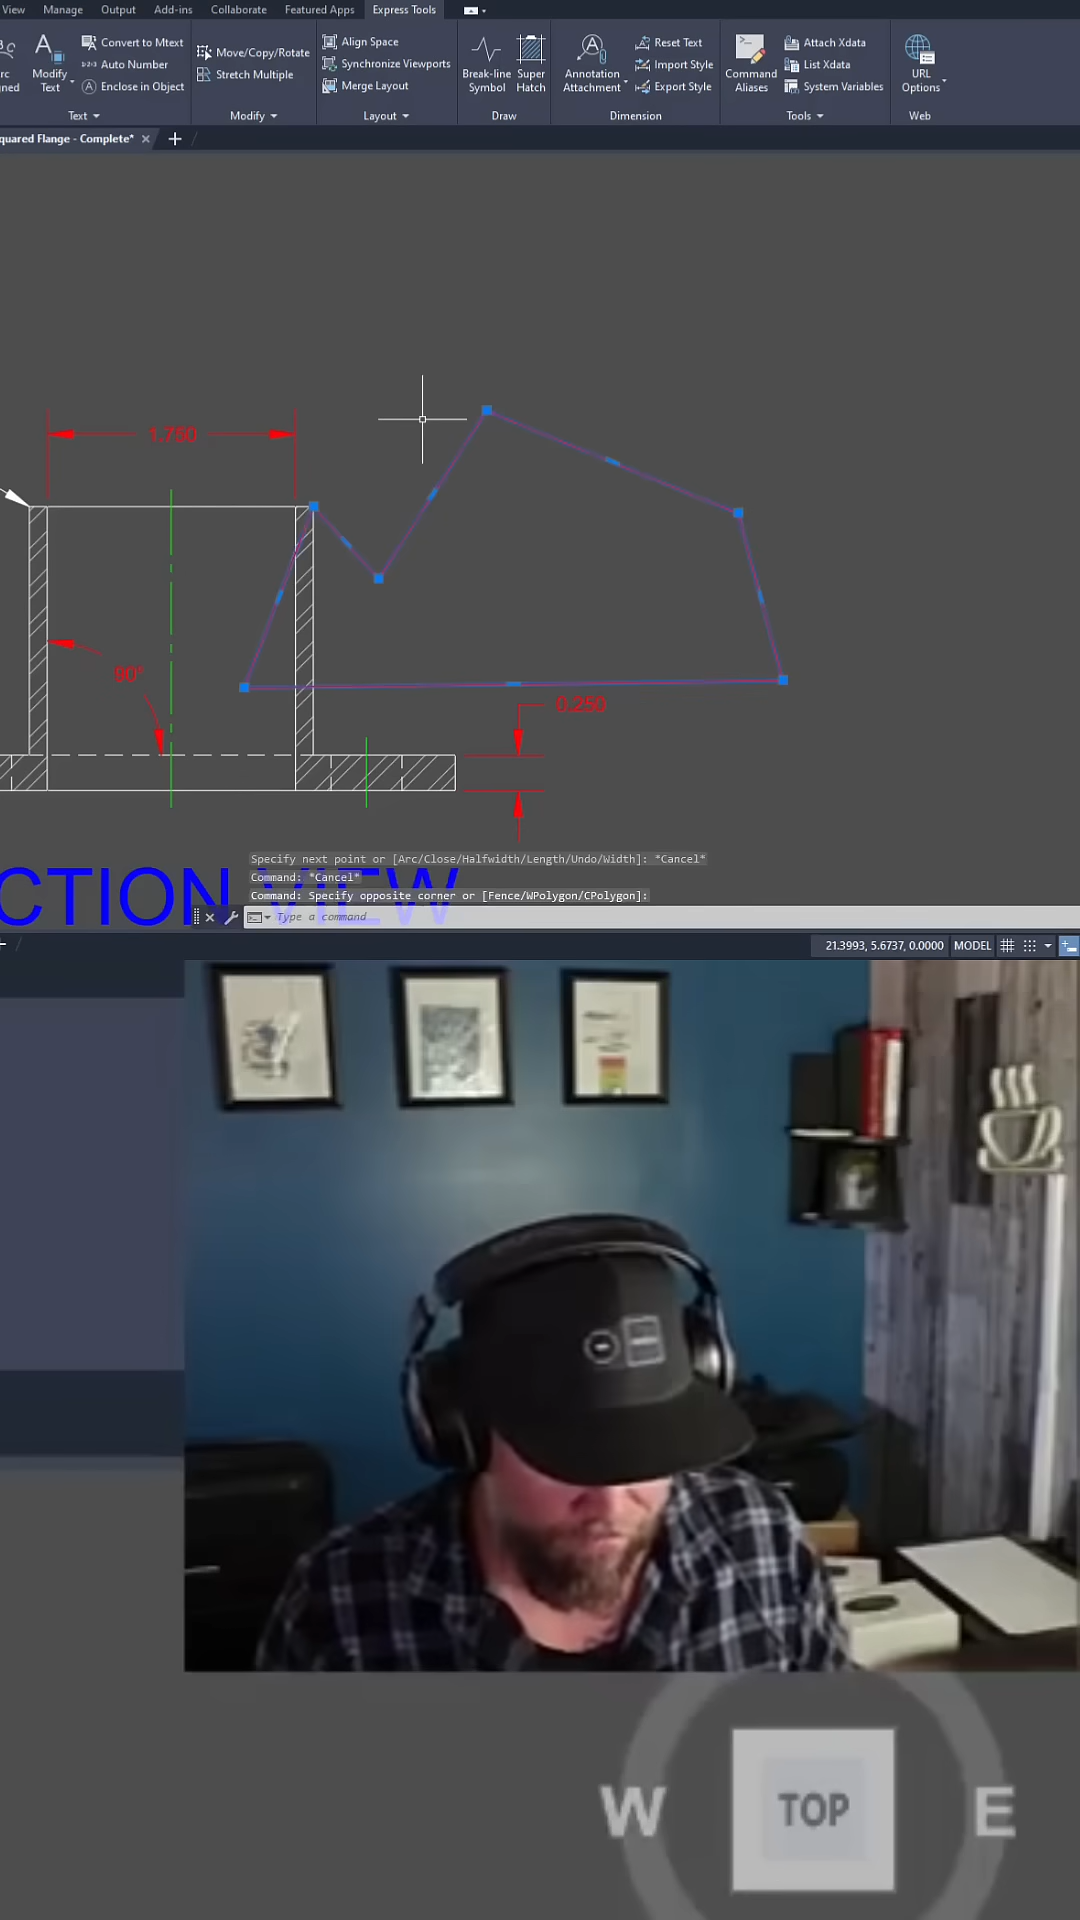 View Manage Output Add-ins Collaborate Featured Apps Express Tools
Modify Text
Convert to Mtext
Auto Number
Enclose in Object
Text
Move/Copy/Rotate
Stretch Multiple
Modify
Align Space
Synchronize Viewports
Merge Layout
Layout
Break-line Symbol
Super Hatch
Draw
Annotation Attachment
Reset Text
Import Style
Export Style
Dimension
Command Aliases
Attach Xdata
List Xdata
System Variables
Tools
URL Options
Web
quared Flange - Complete*
1.750
90°
0.250
CTION VIEW
Specify next point or [Arc/Close/Halfwidth/Length/Undo/Width]: *Cancel*
Command: *Cancel*
Command: Specify opposite corner or [Fence/WPolygon/CPolygon]:
Type a command
21.3993, 5.6737, 0.0000 MODEL
W TOP E